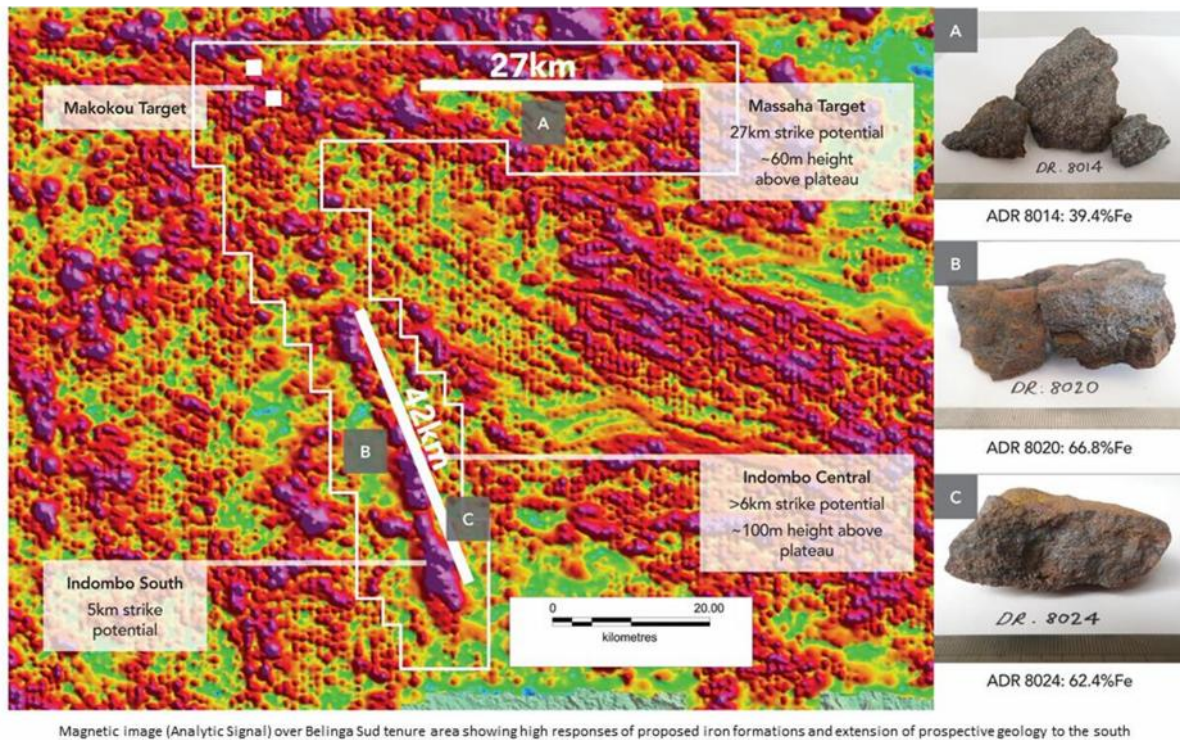 27km
Makokou Target
Massaha Target
27km strike potential
~60m height
above plateau
A
42km
B
C
Indombo Central
>6km strike potential
~100m height above
plateau
Indombo South
5km strike
potential
0 20.00
kilometres
A
DR. 8014
ADR 8014: 39.4%Fe
B
DR. 8020
ADR 8020: 66.8%Fe
C
DR. 8024
ADR 8024: 62.4%Fe
Magnetic image (Analytic Signal) over Belinga Sud tenure area showing high responses of proposed iron formations and extension of prospective geology to the south